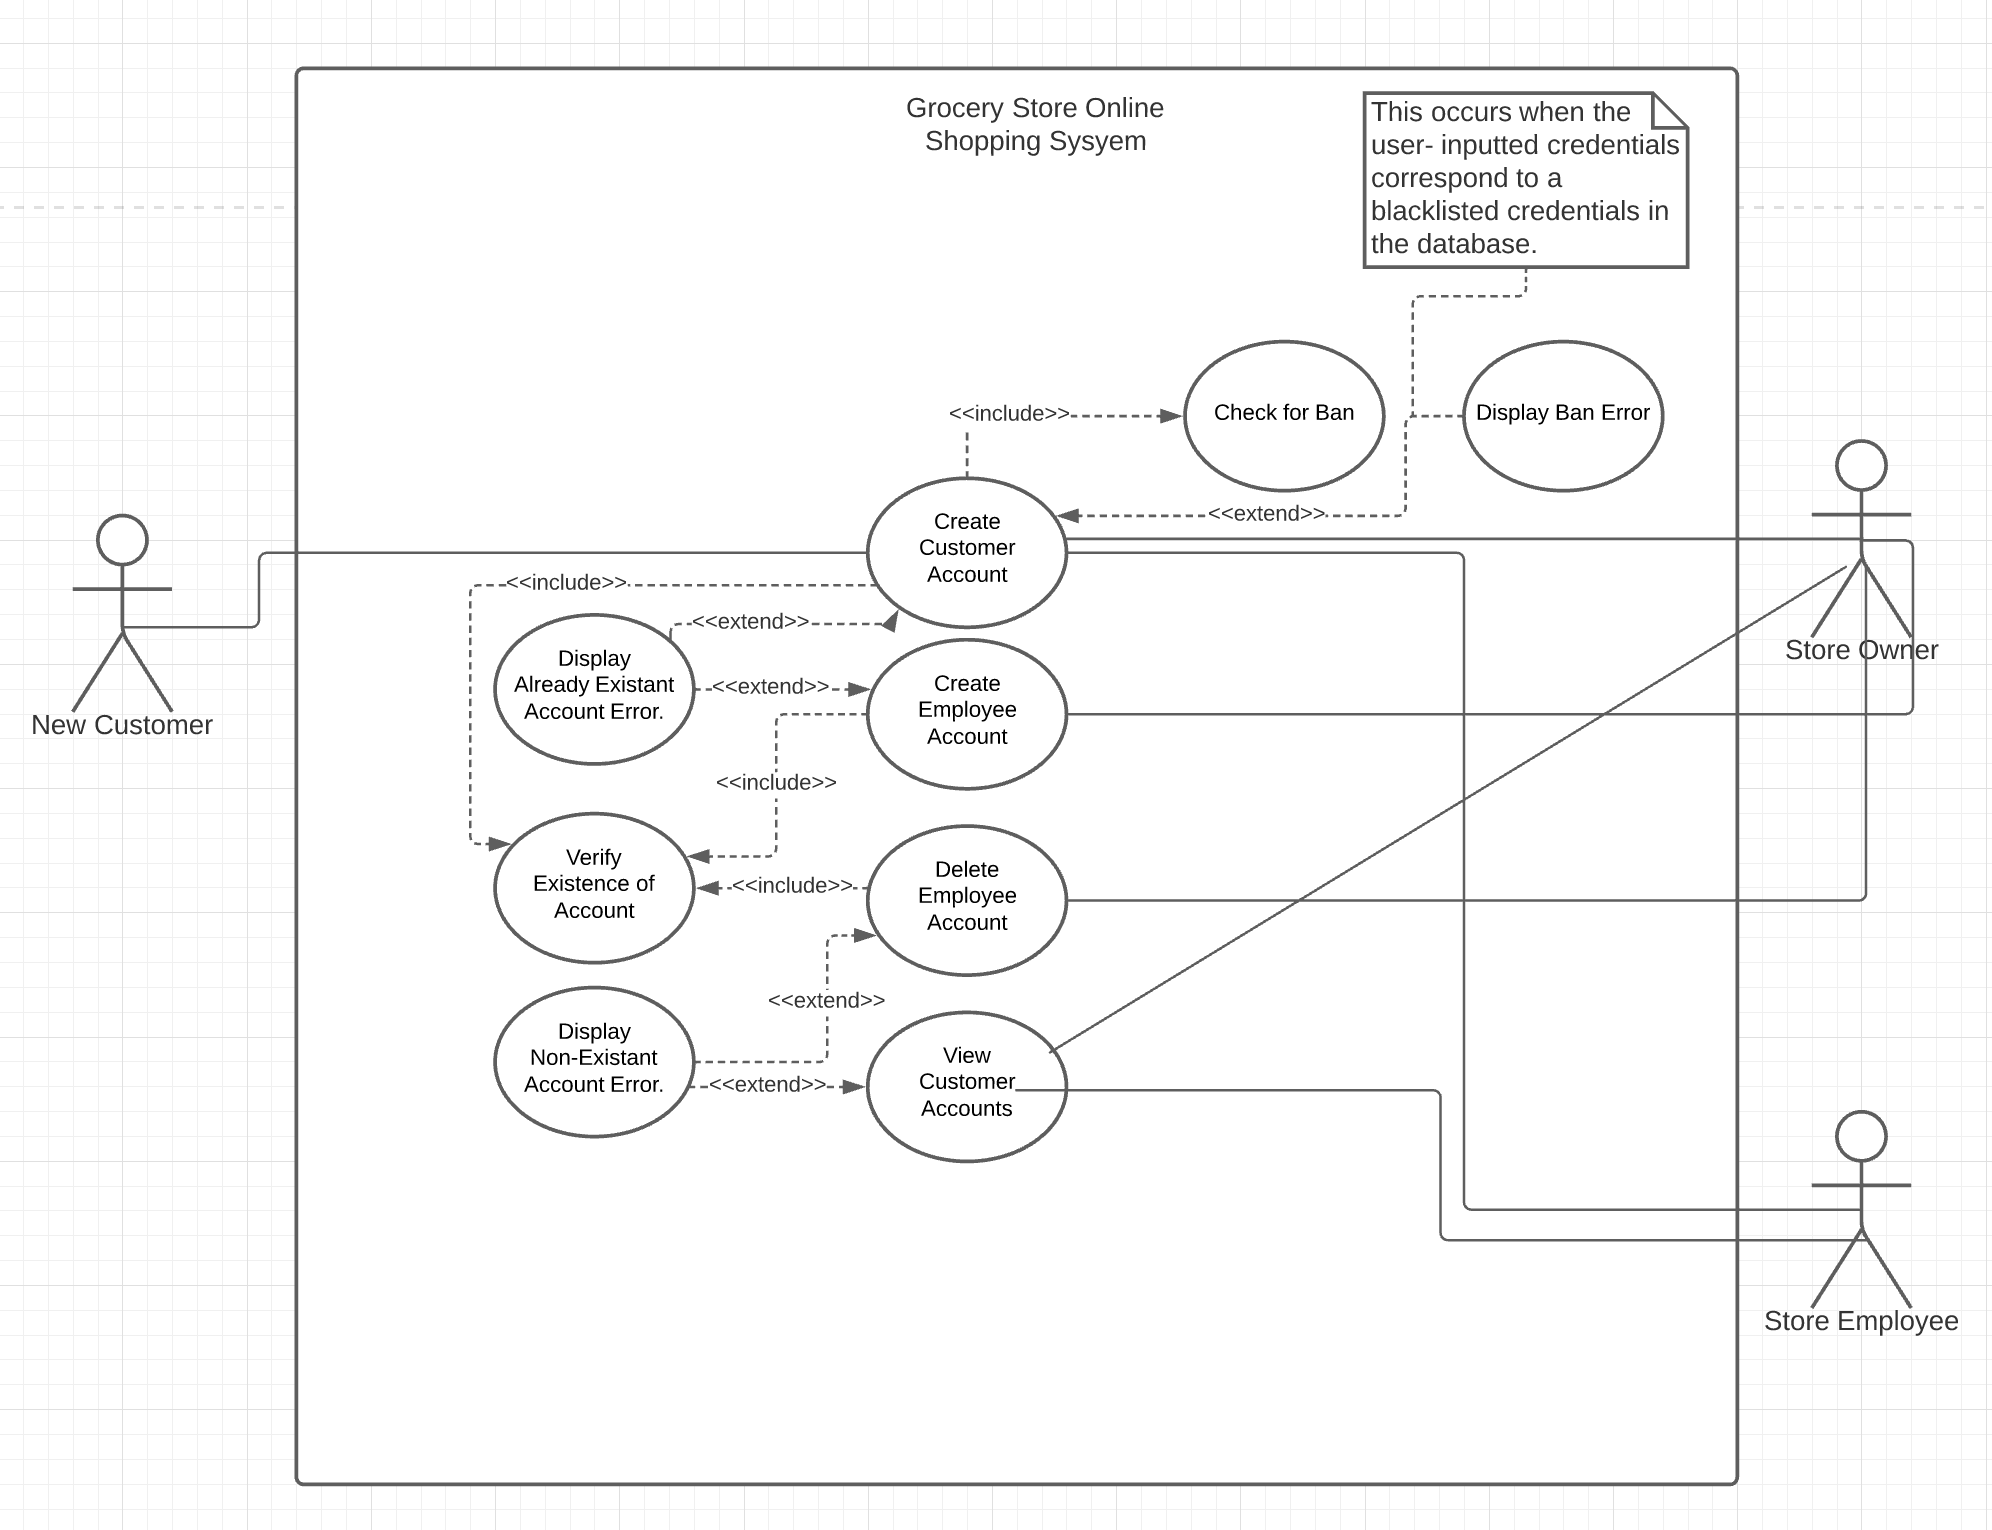 Grocery Store Online
Shopping Sysyem
This occurs when the
user- inputted credentials
correspond to a
blacklisted credentials in
the database.
<<include>>
Check for Ban
Display Ban Error
<<extend>>
Create
Customer
Account
<<include>>
<<extend>>
Display
Already Existant
Account Error.
<<extend>>
Create
Employee
Account
Store Owner
New Customer
<<include>>
Verify
Existence of
Account
<<include>>
Delete
Employee
Account
<<extend>>
Display
Non-Existant
Account Error.
<<extend>>
View
Customer
Accounts
Store Employee